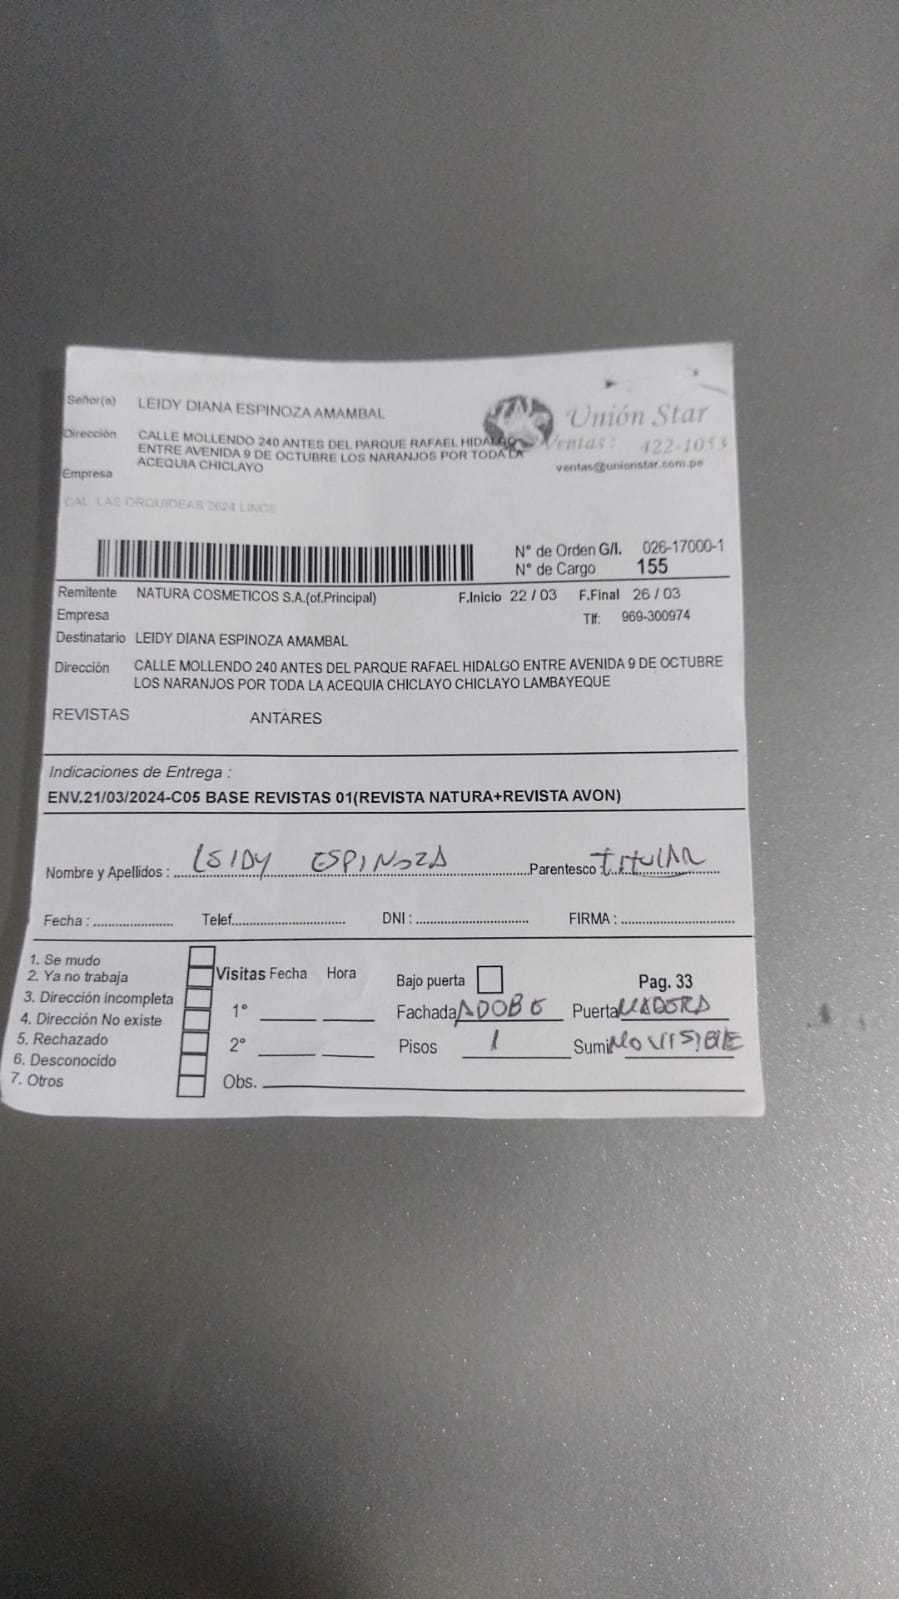 Señor(a) LEIDY DIANA ESPINOZA AMAMBAL
Unión Star
Dirección CALLE MOLLENDO 240 ANTES DEL PARQUE RAFAEL HIDALGO
ENTRE AVENIDA 9 DE OCTUBRE LOS NARANJOS POR TODA LA
ACEQUIA CHICLAYO
Ventas: 422-1053
ventas@unionstar.com.pe
Empresa
CAL. LAS ORQUIDEAS 2624 LINCE
N° de Orden G/I. 026-17000-1
N° de Cargo 155
Remitente NATURA COSMETICOS S.A.(of.Principal) F.Inicio 22 / 03 F.Final 26 / 03
Empresa Tlf: 969-300974
Destinatario LEIDY DIANA ESPINOZA AMAMBAL
Dirección CALLE MOLLENDO 240 ANTES DEL PARQUE RAFAEL HIDALGO ENTRE AVENIDA 9 DE OCTUBRE
LOS NARANJOS POR TODA LA ACEQUIA CHICLAYO CHICLAYO LAMBAYEQUE
REVISTAS ANTARES
Indicaciones de Entrega :
ENV.21/03/2024-C05 BASE REVISTAS 01(REVISTA NATURA+REVISTA AVON)
Nombre y Apellidos : LEIDY ESPINOZA Parentesco : TITULAR
Fecha : Telef. DNI : FIRMA :
1. Se mudo
2. Ya no trabaja
3. Dirección incompleta
4. Dirección No existe
5. Rechazado
6. Desconocido
7. Otros
Visitas Fecha Hora
1°
2°
Obs.
Bajo puerta Pag. 33
Fachada ADOBE Puerta MADERA
Pisos 1 Sumi NO VISIBLE